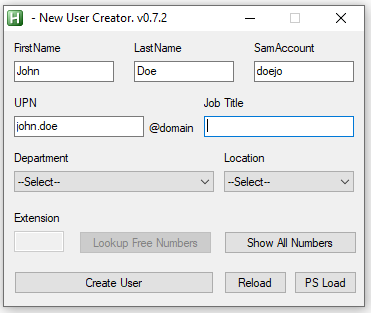 - New User Creator. v0.7.2
FirstName LastName SamAccount
John Doe doejo
UPN Job Title
john.doe @domain
Department Location
--Select-- --Select--
Extension
Lookup Free Numbers Show All Numbers
Create User Reload PS Load